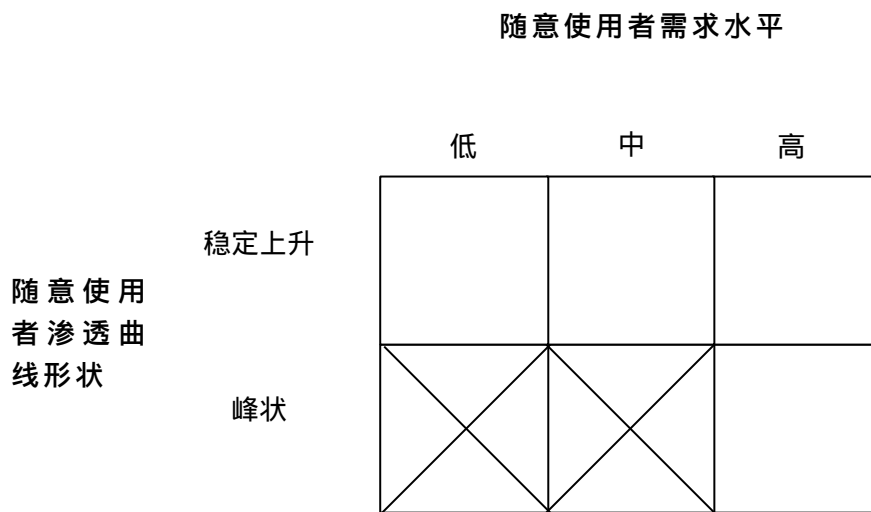 随意使用者需求水平
低 中 高
稳定上升
随意使用
者渗透曲
线形状
峰状